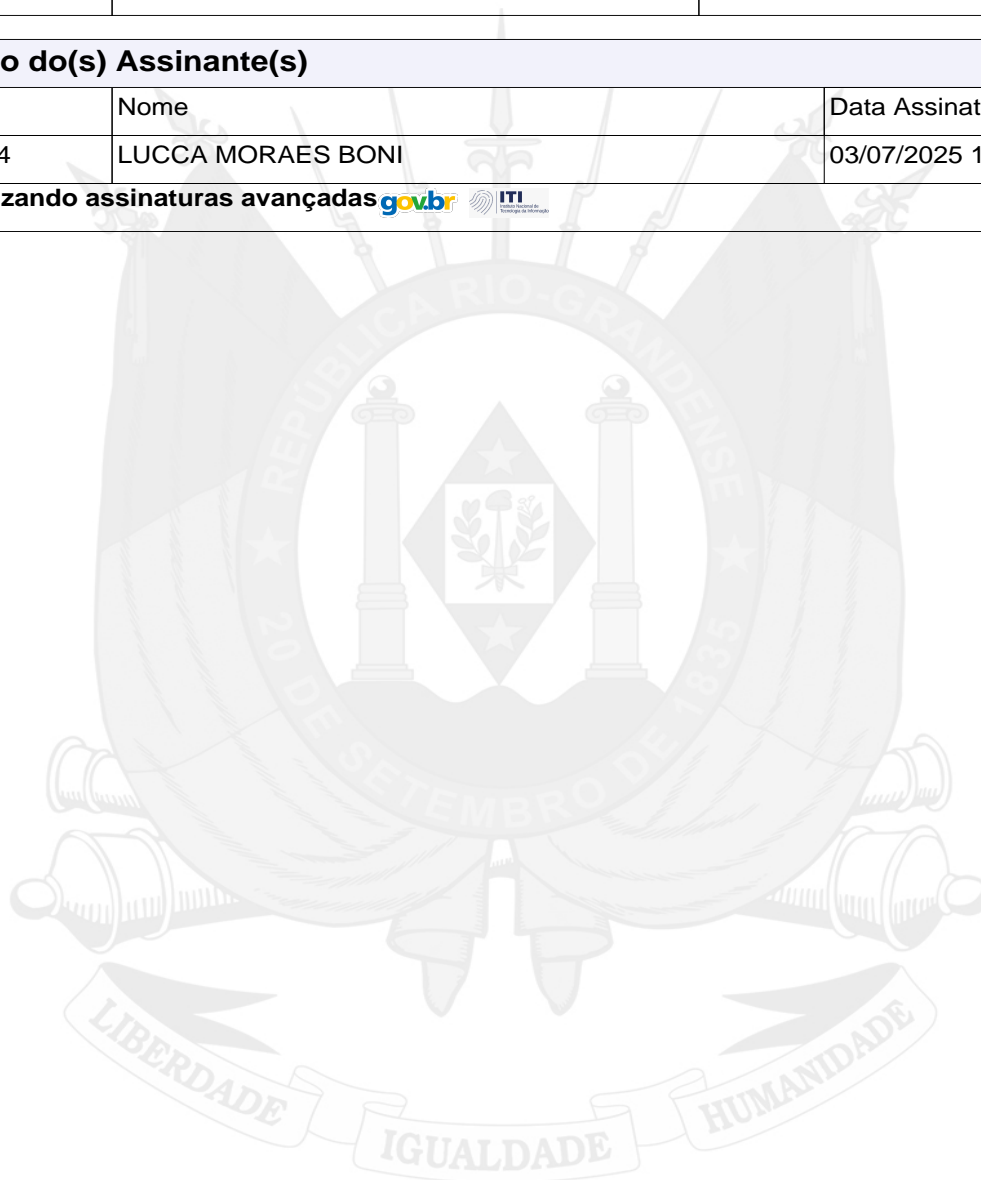 o do(s) Assinante(s)
Nome Data Assinat
4 LUCCA MORAES BONI 03/07/2025 1
zando assinaturas avançadas gov.br ITI
REPÚBLICA RIO-GRANDENSE
20 DE SETEMBRO DE 1835
LIBERDADE IGUALDADE HUMANIDADE